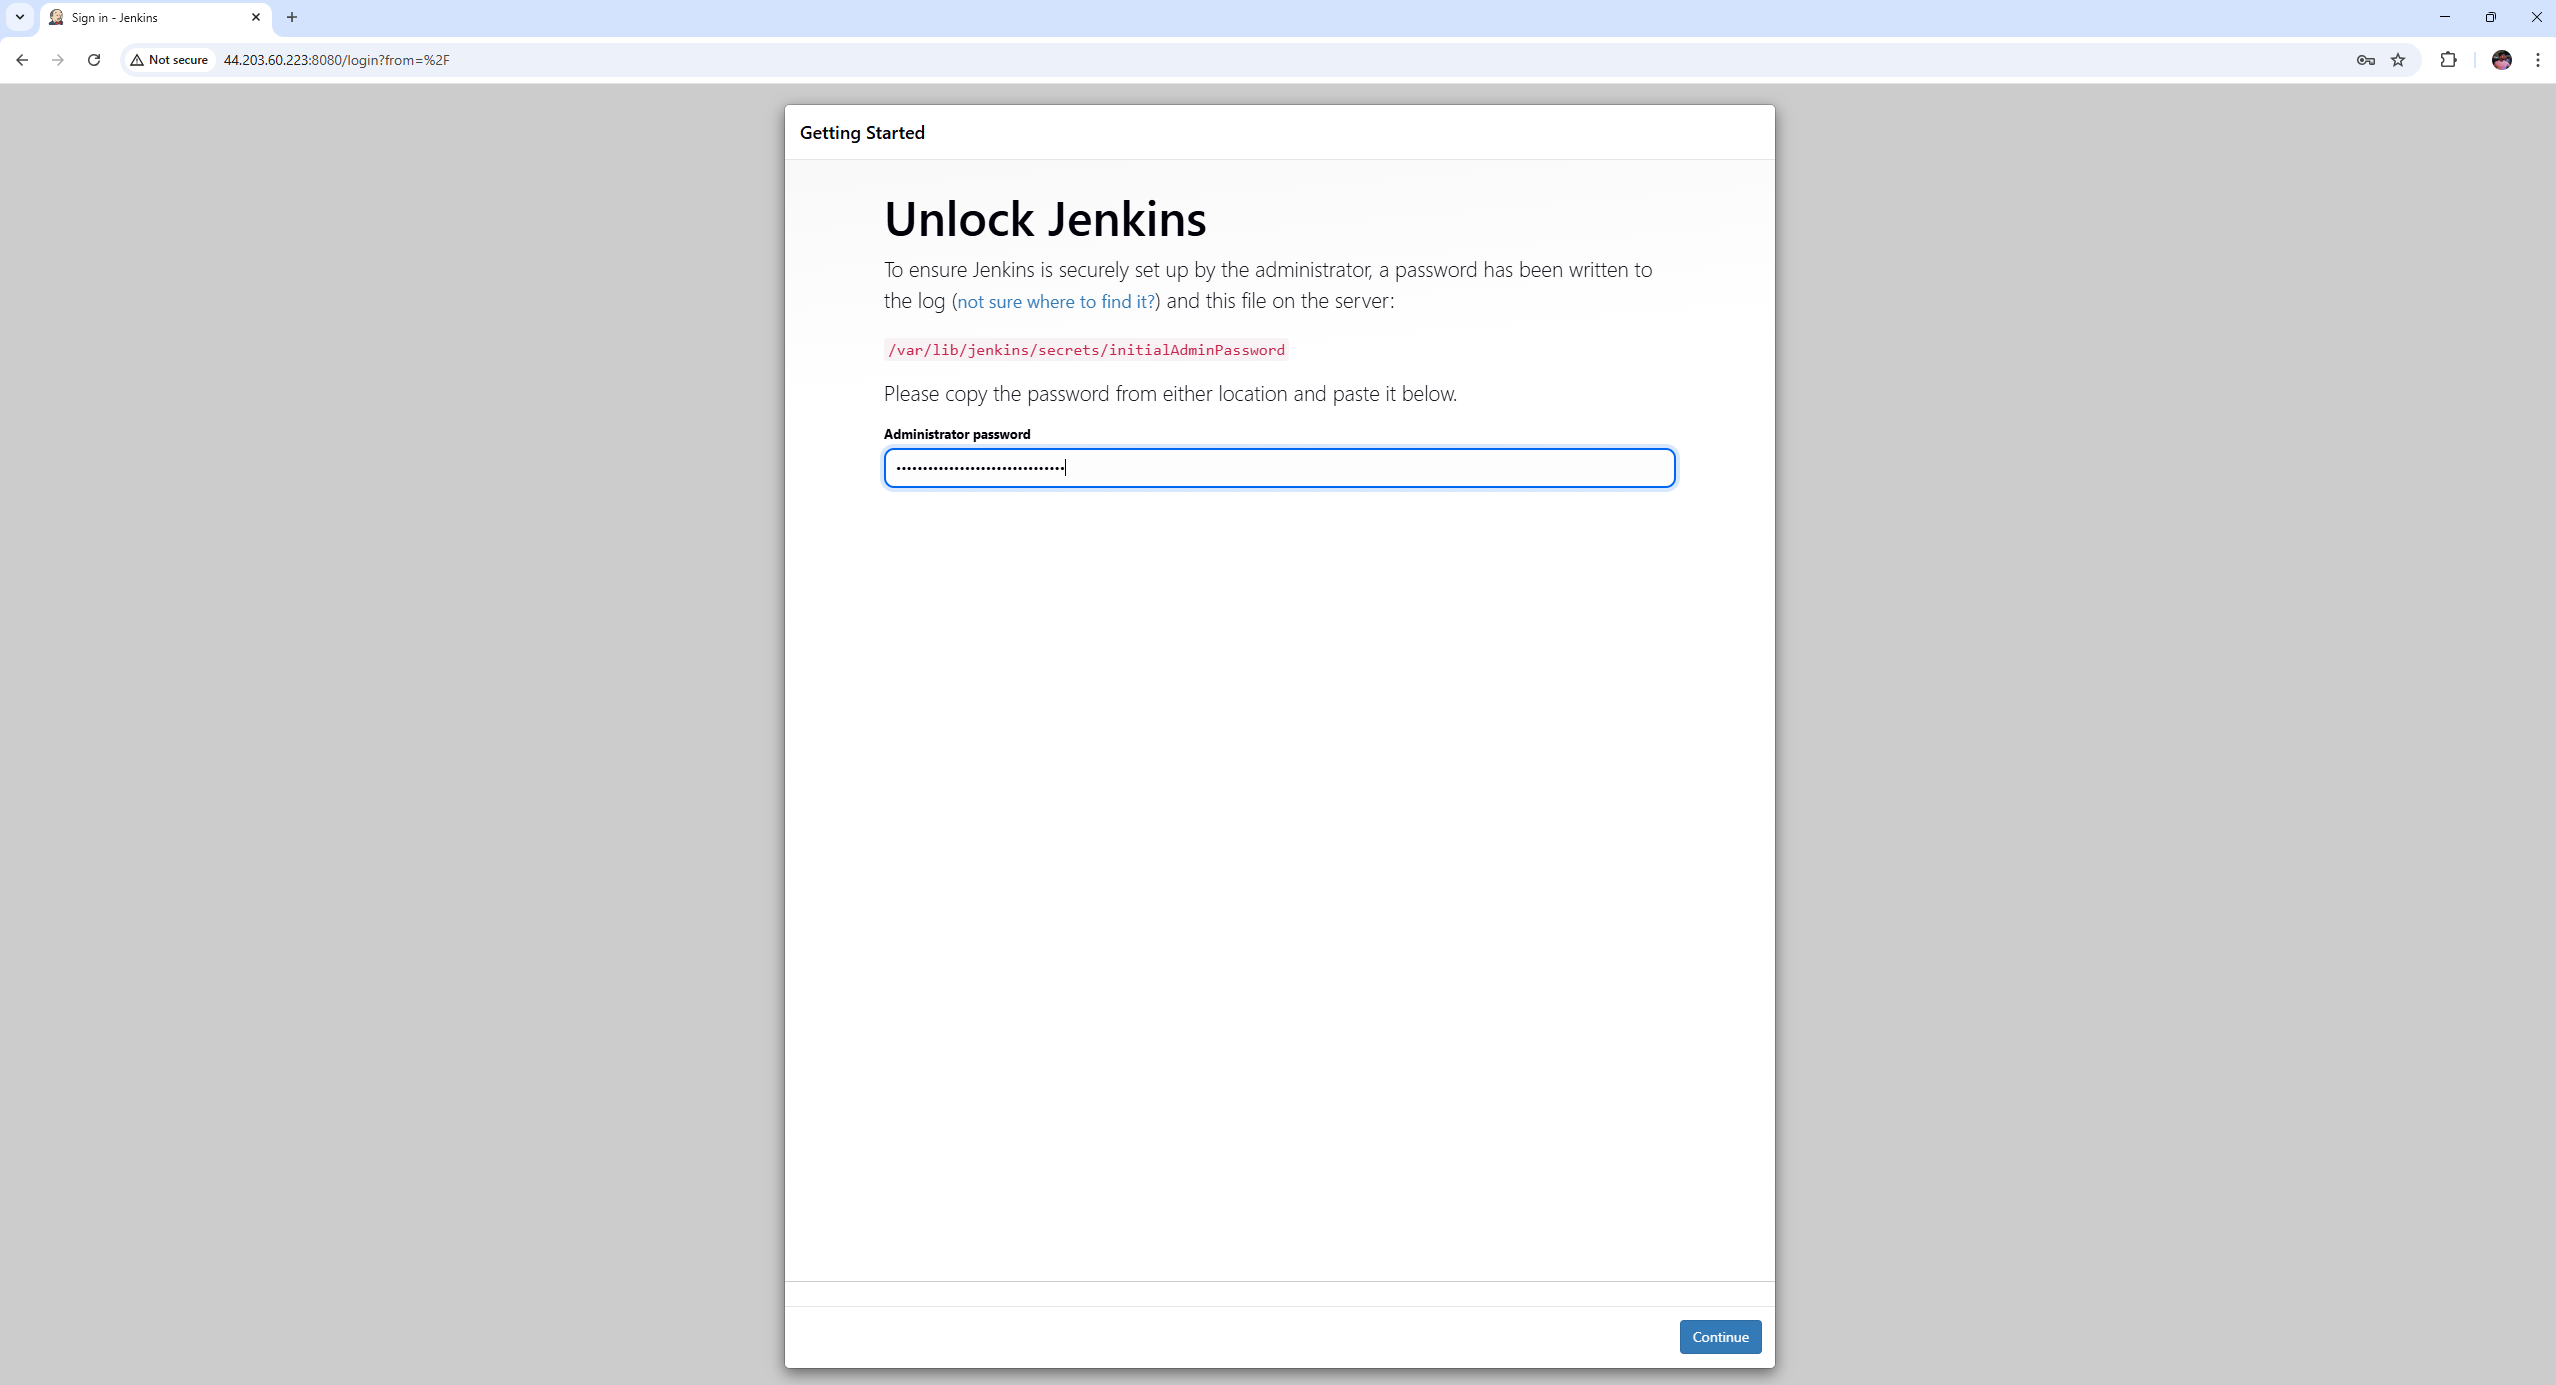 Sign in - Jenkins
Not secure
44.203.60.223:8080/login?from=%2F
Getting Started
Unlock Jenkins
To ensure Jenkins is securely set up by the administrator, a password has been written to
the log (not sure where to find it?) and this file on the server:
/var/lib/jenkins/secrets/initialAdminPassword
Please copy the password from either location and paste it below.
Administrator password
Continue